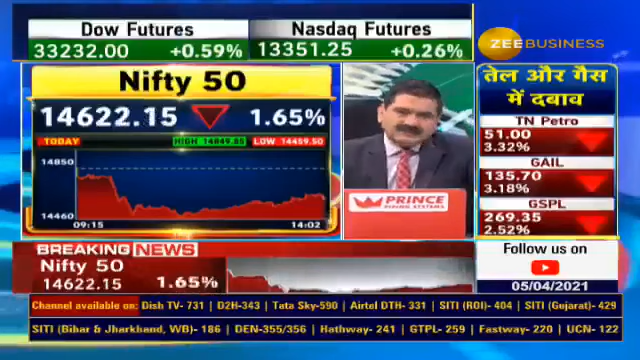 Dow Futures
33232.00 +0.59%
Nasdaq Futures
13351.25 +0.26%
ZEE BUSINESS
Nifty 50
14622.15 1.65%
TODAY HIGH 14849.85 LOW 14459.50
14850
14460
09:15 14:02
PRINCE
PIPING SYSTEMS
तेल और गैस
में दबाव
TN Petro
51.00
3.32%
GAIL
135.70
3.18%
GSPL
269.35
2.52%
BREAKING NEWS
Nifty 50
14622.15 1.65%
Follow us on
05/04/2021
Channel available on: Dish TV- 731 | D2H-343 | Tata Sky-590 | Airtel DTH- 331 | SITI (ROI)- 404 | SITI (Gujarat)- 429
SITI (Bihar & Jharkhand, WB)- 186 | DEN-355/356 | Hathway- 241 | GTPL- 259 | Fastway- 220 | UCN- 122